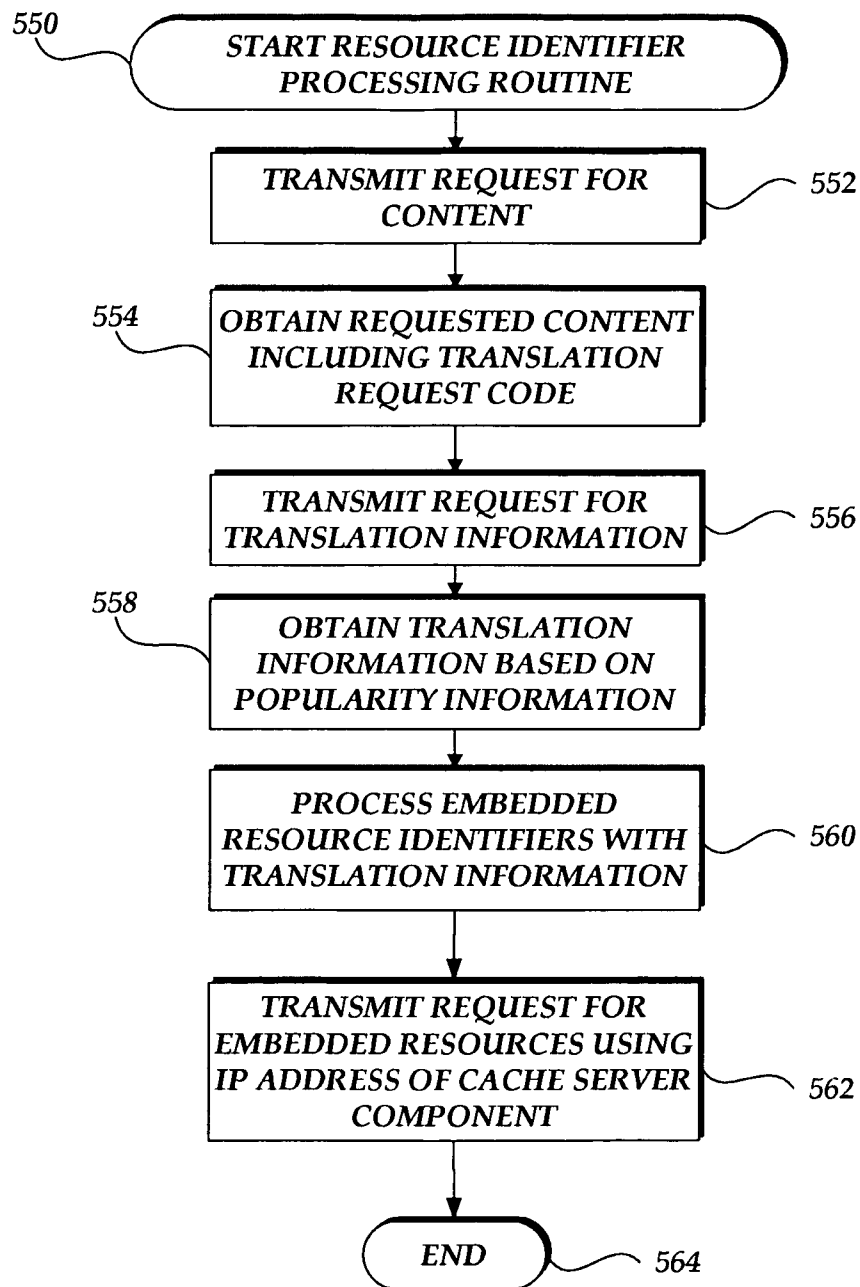 550
START RESOURCE IDENTIFIER
PROCESSING ROUTINE
TRANSMIT REQUEST FOR
CONTENT
552
554
OBTAIN REQUESTED CONTENT
INCLUDING TRANSLATION
REQUEST CODE
TRANSMIT REQUEST FOR
TRANSLATION INFORMATION
556
558
OBTAIN TRANSLATION
INFORMATION BASED ON
POPULARITY INFORMATION
PROCESS EMBEDDED
RESOURCE IDENTIFIERS WITH
TRANSLATION INFORMATION
560
TRANSMIT REQUEST FOR
EMBEDDED RESOURCES USING
IP ADDRESS OF CACHE SERVER
COMPONENT
562
END
564